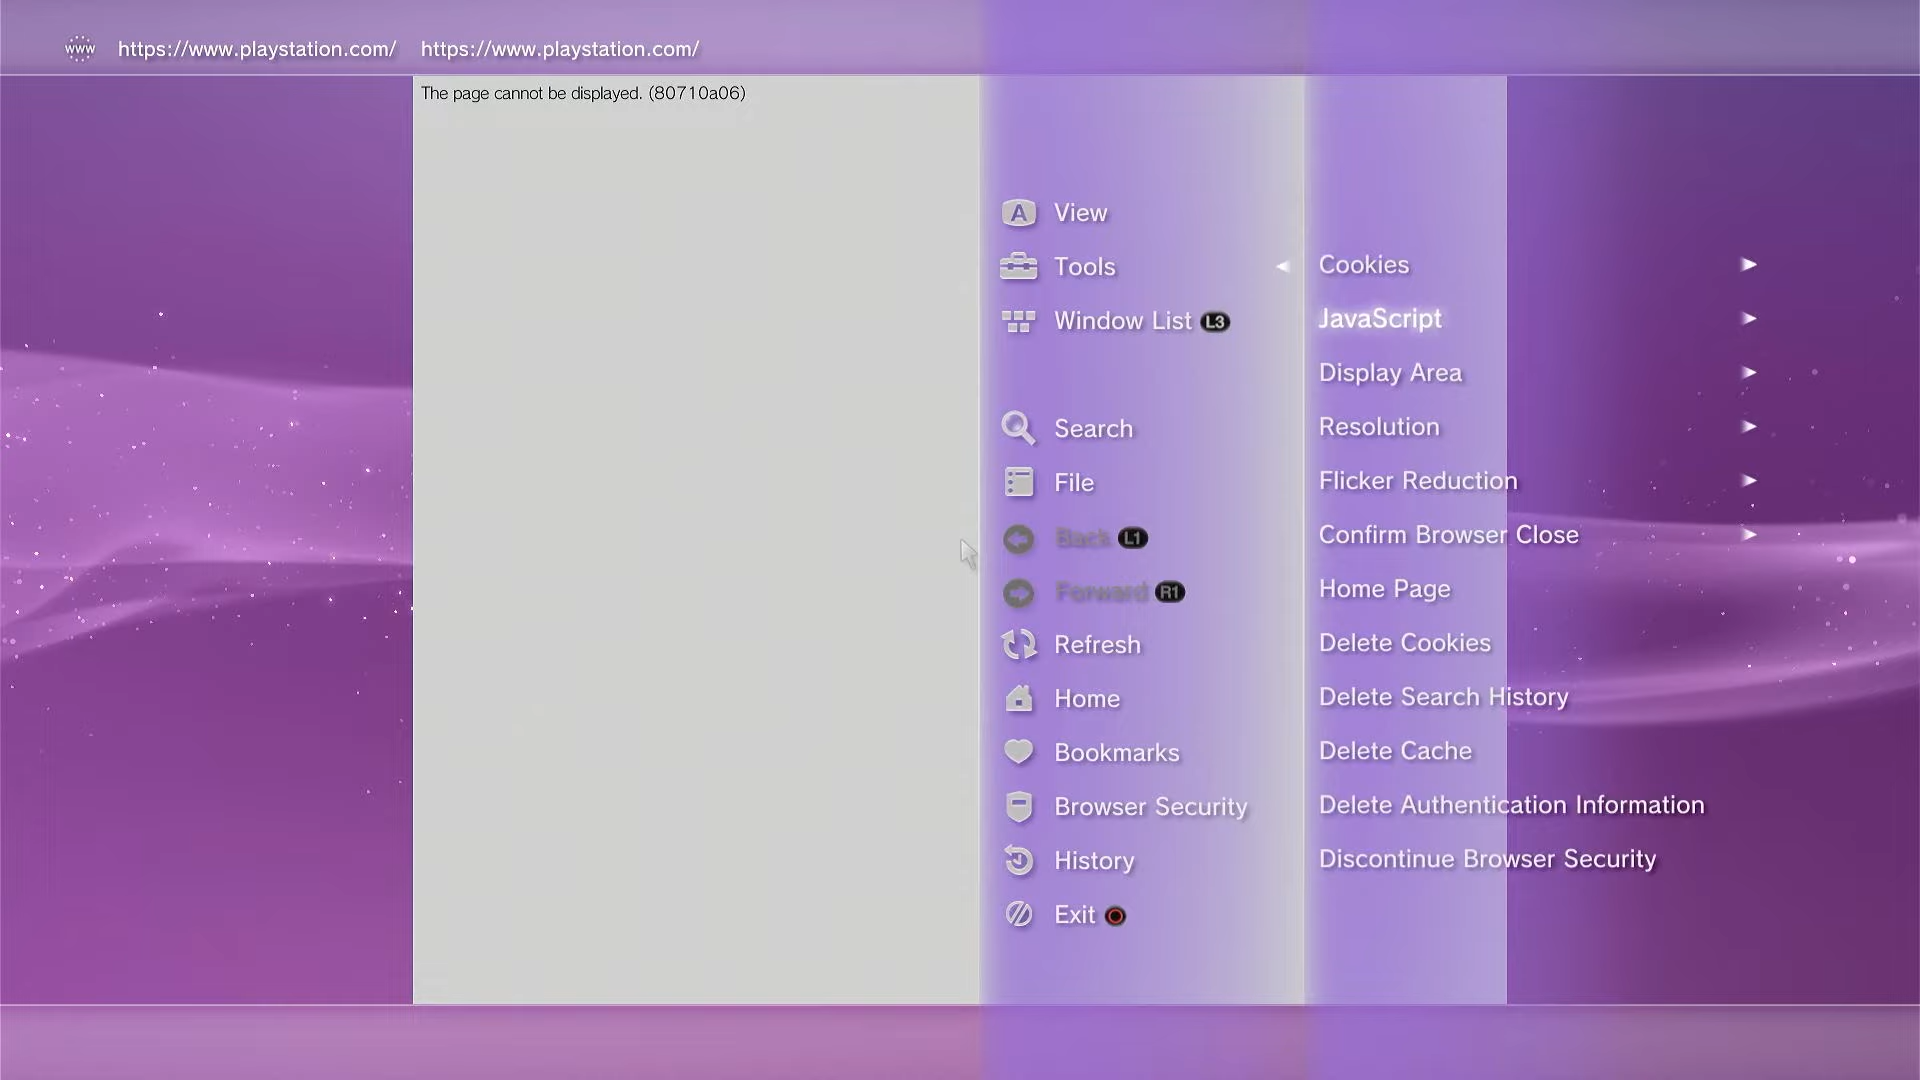 www https://www.playstation.com/ https://www.playstation.com/
The page cannot be displayed. (80710a06)
A View
Tools
Window List L3
Search
File
Back L1
Forward R1
Refresh
Home
Bookmarks
Browser Security
History
Exit
Cookies
JavaScript
Display Area
Resolution
Flicker Reduction
Confirm Browser Close
Home Page
Delete Cookies
Delete Search History
Delete Cache
Delete Authentication Information
Discontinue Browser Security